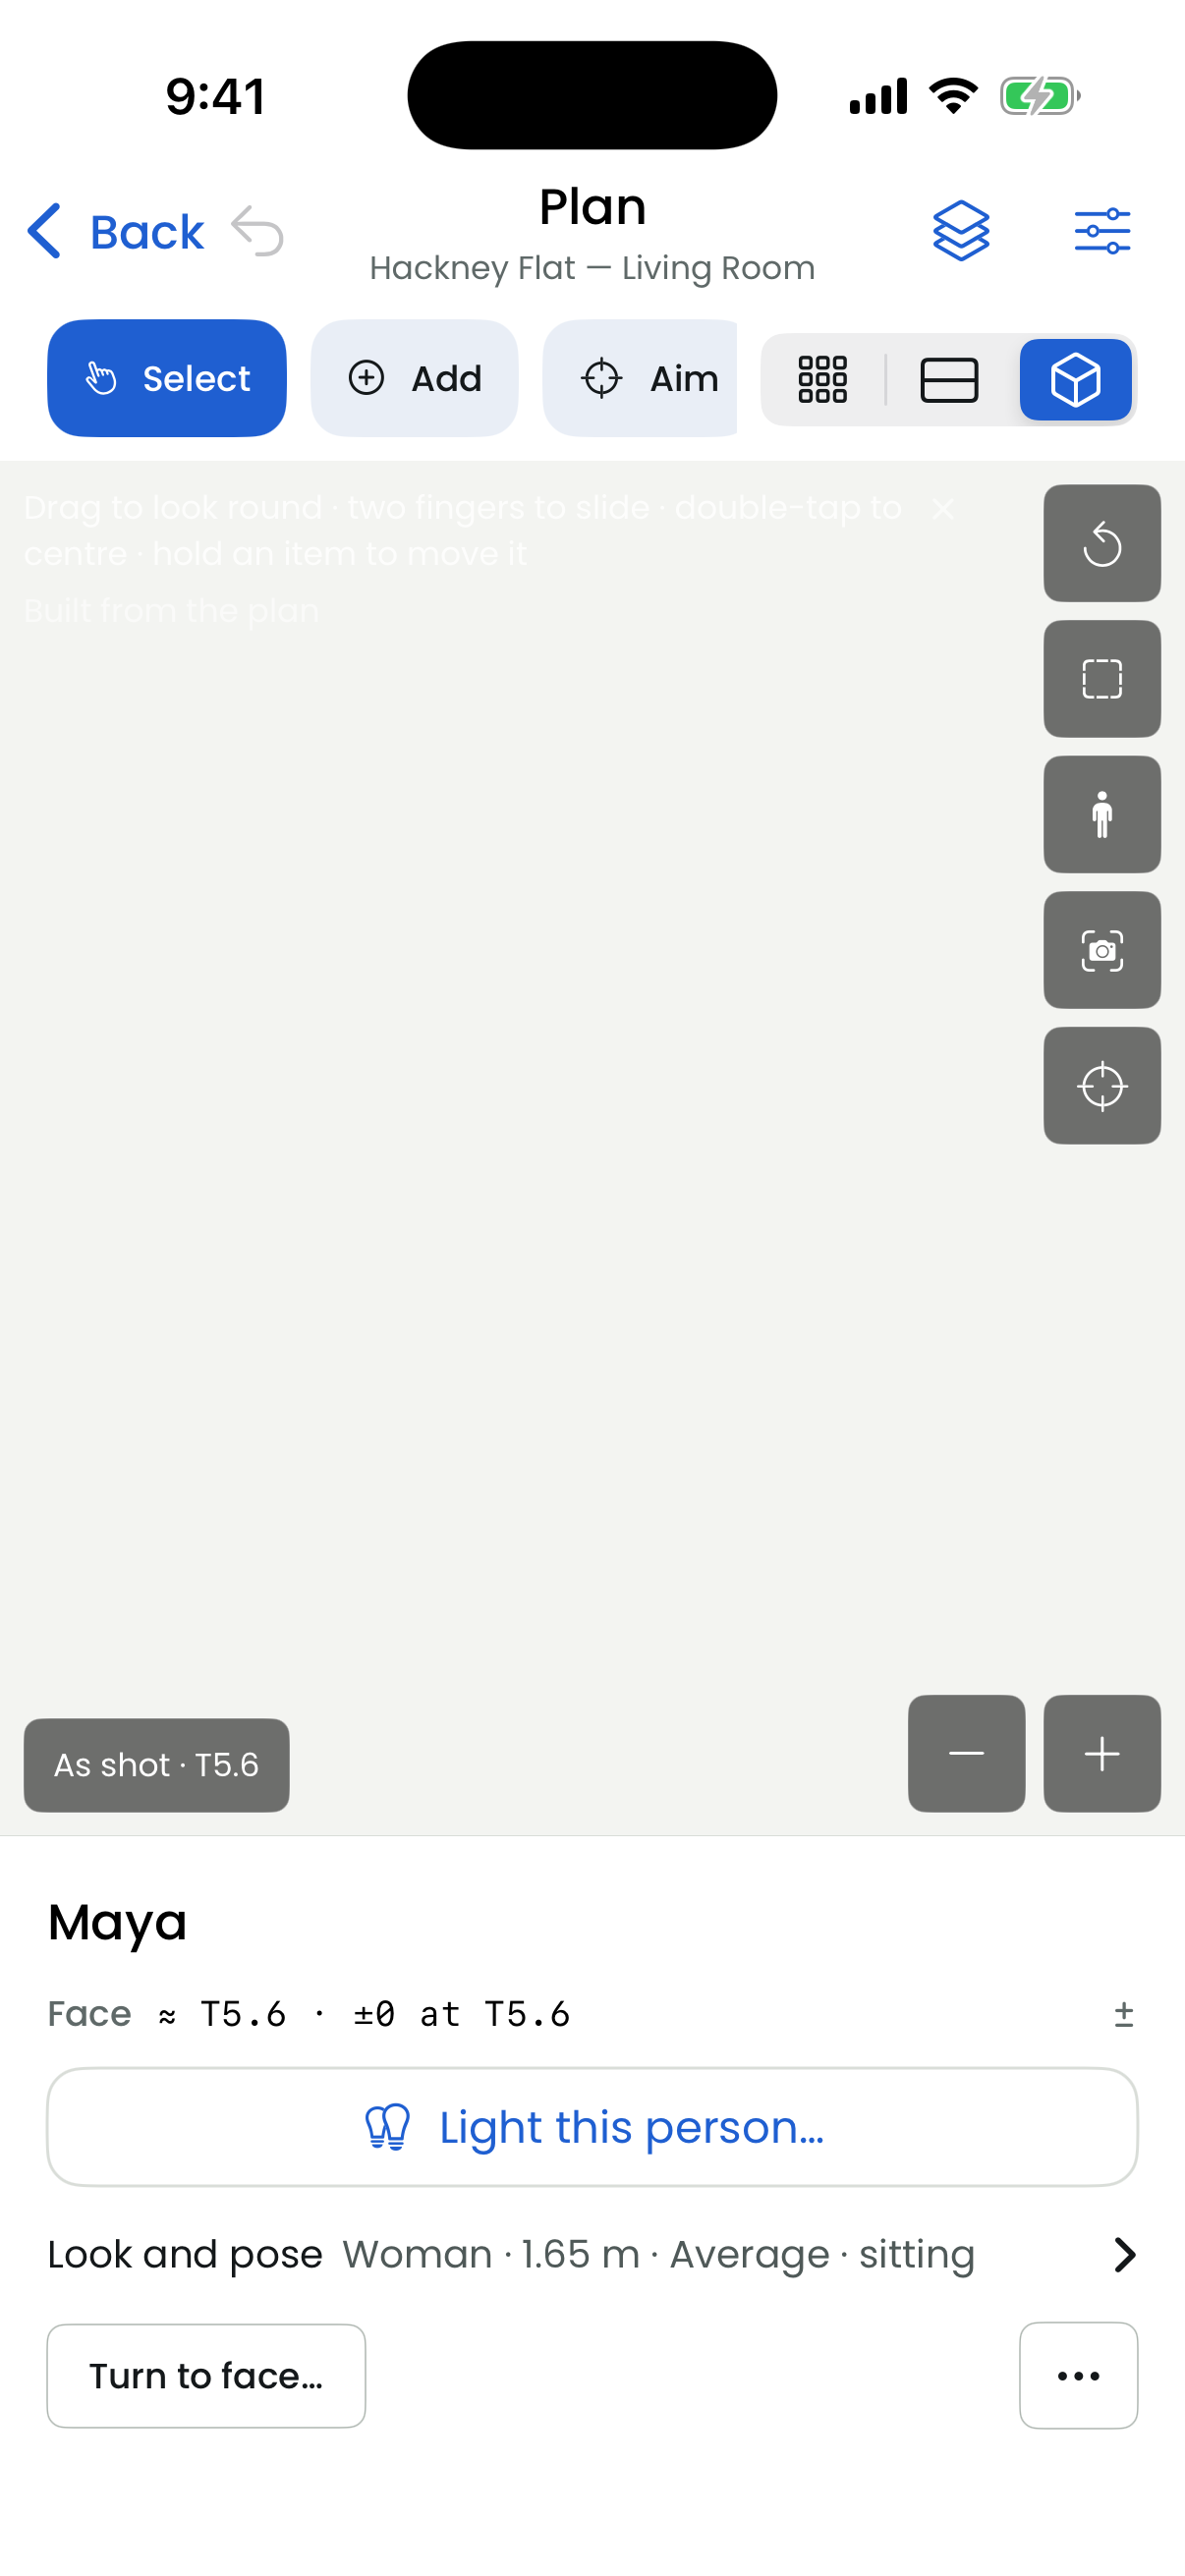 9:41
Back
Plan
Hackney Flat — Living Room
Select
Add
Aim
Drag to look round · two fingers to slide · double-tap to
centre · hold an item to move it
Built from the plan
As shot · T5.6
Maya
Face ≈ T5.6 · ±0 at T5.6
±
Light this person...
Look and pose Woman · 1.65 m · Average · sitting
Turn to face...